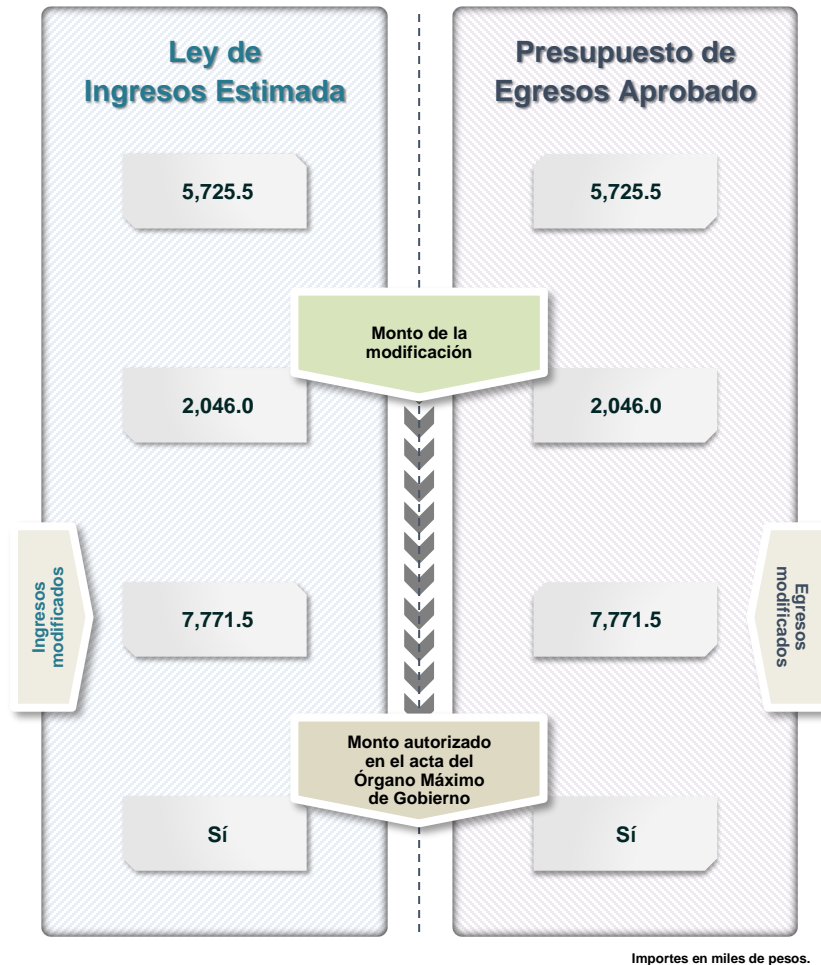 Ley de
Ingresos Estimada
Presupuesto de
Egresos Aprobado
5,725.5
5,725.5
Monto de la
modificación
2,046.0
2,046.0
Ingresos
modificados
7,771.5
7,771.5
Egresos
modificados
Monto autorizado
en el acta del
Órgano Máximo
de Gobierno
Sí
Sí
Importes en miles de pesos.